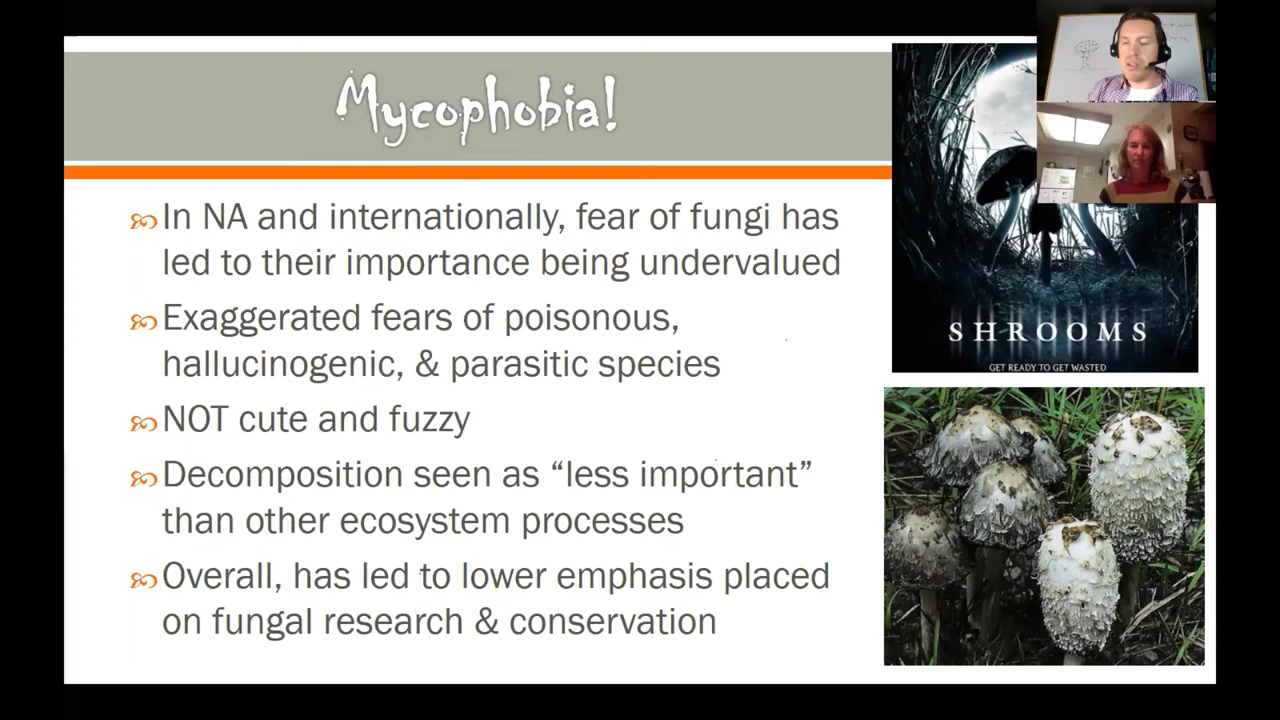 Mycophobia!
In NA and internationally, fear of fungi has
led to their importance being undervalued
Exaggerated fears of poisonous,
hallucinogenic, & parasitic species
NOT cute and fuzzy
Decomposition seen as “less important”
than other ecosystem processes
Overall, has led to lower emphasis placed
on fungal research & conservation
SHROOMS
GET READY TO GET WASTED